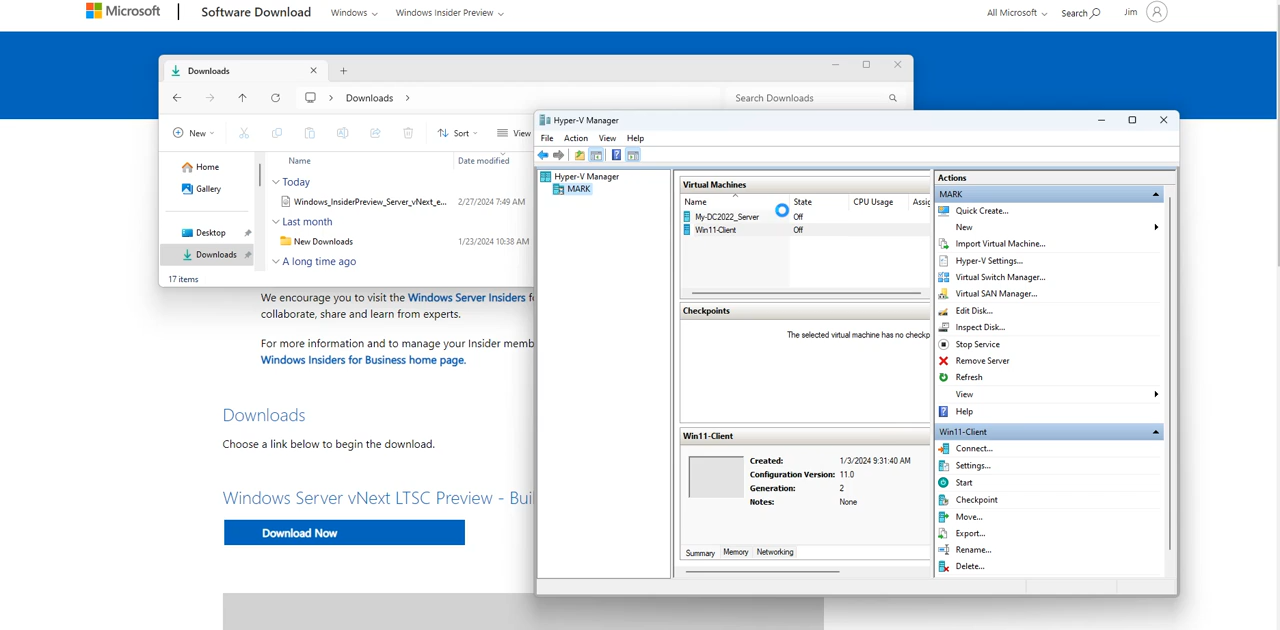 Microsoft | Software Download Windows Windows Insider Preview All Microsoft Search Jim
Downloads
Downloads
Search Downloads
New Sort View
Home
Gallery
Desktop
Downloads
Name Date modified
Today
Windows_InsiderPreview_Server_vNext_e... 2/27/2024 7:49 AM
Last month
New Downloads 1/23/2024 10:38 AM
A long time ago
17 items
We encourage you to visit the Windows Server Insiders
collaborate, share and learn from experts.
For more information and to manage your Insider memb
Windows Insiders for Business home page.
Downloads
Choose a link below to begin the download.
Windows Server vNext LTSC Preview - Bui
Download Now
Hyper-V Manager
File Action View Help
Hyper-V Manager
MARK
Virtual Machines
Name State CPU Usage Assig
My-DC2022_Server Off
Win11-Client Off
Checkpoints
The selected virtual machine has no checkp
Win11-Client
Created: 1/3/2024 9:31:40 AM
Configuration Version: 11.0
Generation: 2
Notes: None
Summary Memory Networking
Actions
MARK
Quick Create...
New
Import Virtual Machine...
Hyper-V Settings...
Virtual Switch Manager...
Virtual SAN Manager...
Edit Disk...
Inspect Disk...
Stop Service
Remove Server
Refresh
View
Help
Win11-Client
Connect...
Settings...
Start
Checkpoint
Move...
Export...
Rename...
Delete...